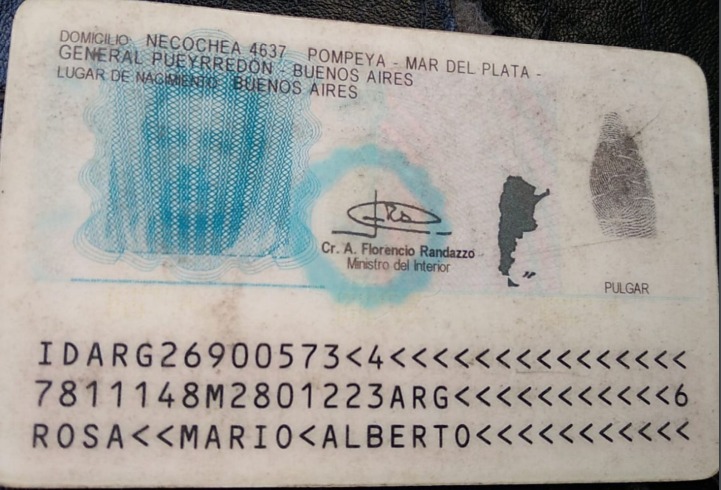 DOMICILIO: NECOCHEA 4637 POMPEYA - MAR DEL PLATA -
GENERAL PUEYRREDÓN - BUENOS AIRES
LUGAR DE NACIMIENTO: BUENOS AIRES
Cr. A. Florencio Randazzo
Ministro del Interior
PULGAR
IDARG26900573<4<<<<<<<<<<<<<<<
7811148M2801223ARG<<<<<<<<<<<6
ROSA<<MARIO<ALBERTO<<<<<<<<<<<